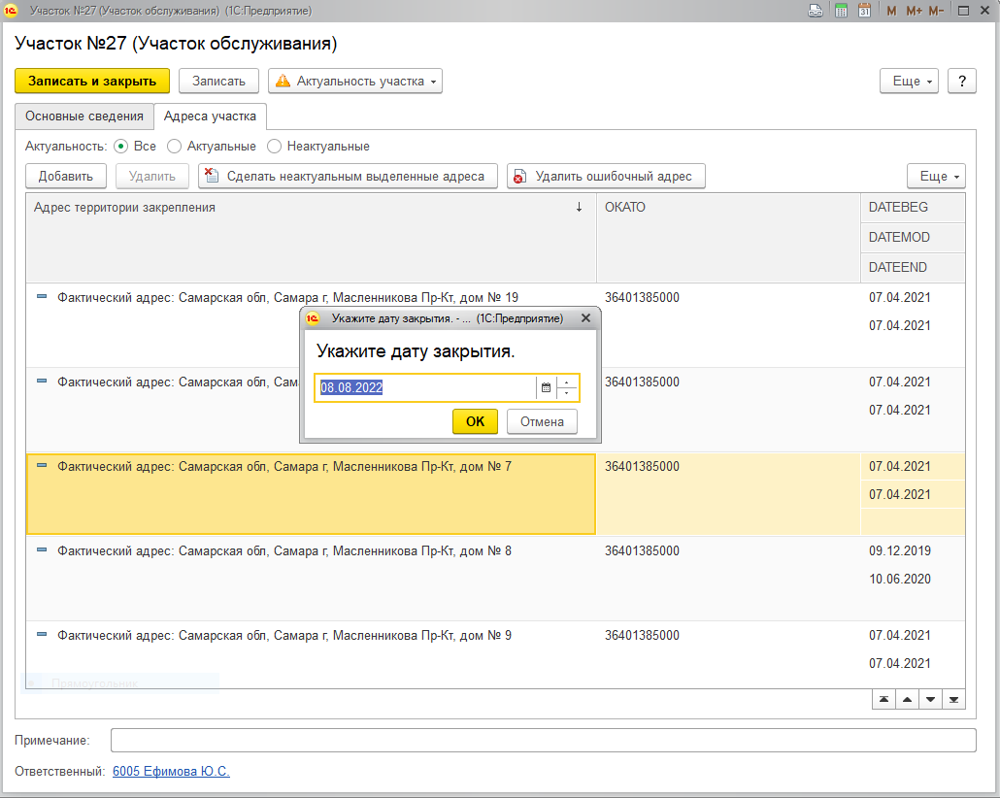 Участок №27 (Участок обслуживания) (1С:Предприятие)
M M+ M-
Участок №27 (Участок обслуживания)
Записать и закрыть Записать Актуальность участка Еще ?
Основные сведения Адреса участка
Актуальность: Все Актуальные Неактуальные
Добавить Удалить Сделать неактуальным выделенные адреса Удалить ошибочный адрес Еще
Адрес территории закрепления ↓ ОКАТО DATEBEG
DATEMOD
DATEEND
Фактический адрес: Самарская обл, Самара г, Масленникова Пр-Кт, дом № 19 36401385000 07.04.2021
07.04.2021
Укажите дату закрытия. - ... (1С:Предприятие)
Укажите дату закрытия.
08.08.2022
OK Отмена
Фактический адрес: Самарская обл, Сам 36401385000 07.04.2021
07.04.2021
Фактический адрес: Самарская обл, Самара г, Масленникова Пр-Кт, дом № 7 36401385000 07.04.2021
07.04.2021
Фактический адрес: Самарская обл, Самара г, Масленникова Пр-Кт, дом № 8 36401385000 09.12.2019
10.06.2020
Фактический адрес: Самарская обл, Самара г, Масленникова Пр-Кт, дом № 9 36401385000 07.04.2021
07.04.2021
Прямоугольник
Примечание:
Ответственный: 6005 Ефимова Ю.С.